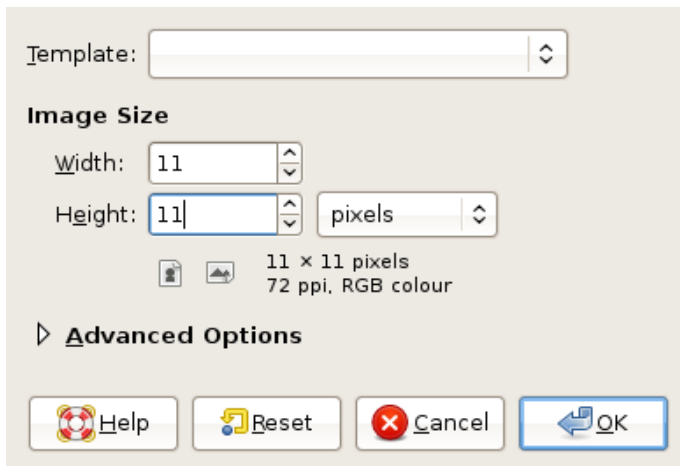 Template:
Image Size
Width: 11
Height: 11 pixels
11 × 11 pixels
72 ppi, RGB colour
Advanced Options
Help Reset Cancel OK